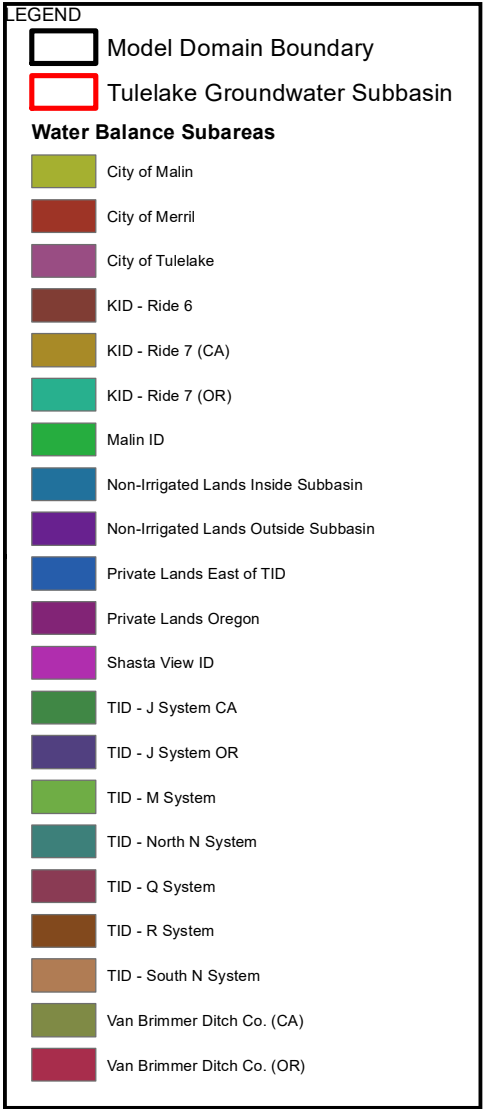 LEGEND
Model Domain Boundary
Tulelake Groundwater Subbasin
Water Balance Subareas
City of Malin
City of Merril
City of Tulelake
KID - Ride 6
KID - Ride 7 (CA)
KID - Ride 7 (OR)
Malin ID
Non-Irrigated Lands Inside Subbasin
Non-Irrigated Lands Outside Subbasin
Private Lands East of TID
Private Lands Oregon
Shasta View ID
TID - J System CA
TID - J System OR
TID - M System
TID - North N System
TID - Q System
TID - R System
TID - South N System
Van Brimmer Ditch Co. (CA)
Van Brimmer Ditch Co. (OR)